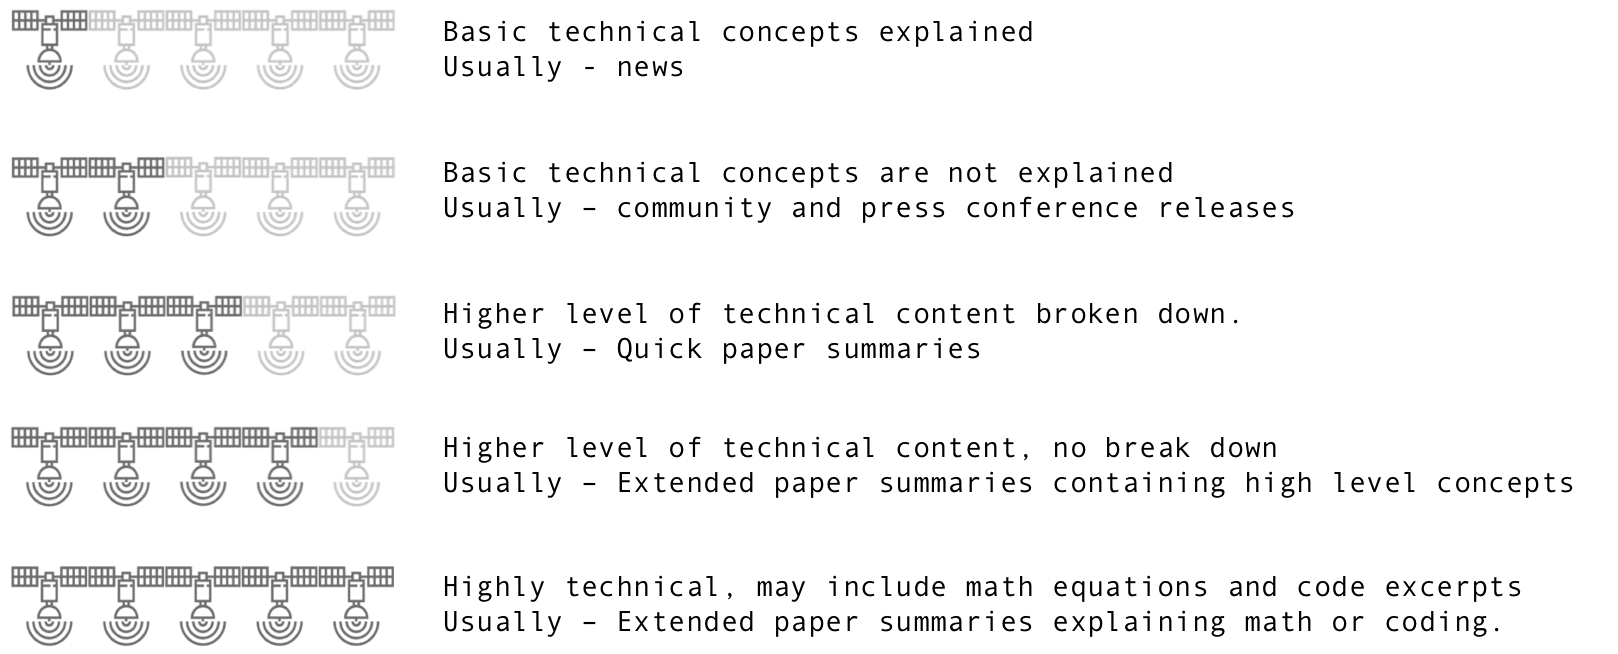 Basic technical concepts explained
Usually - news
Basic technical concepts are not explained
Usually – community and press conference releases
Higher level of technical content broken down.
Usually – Quick paper summaries
Higher level of technical content, no break down
Usually – Extended paper summaries containing high level concepts
Highly technical, may include math equations and code excerpts
Usually – Extended paper summaries explaining math or coding.